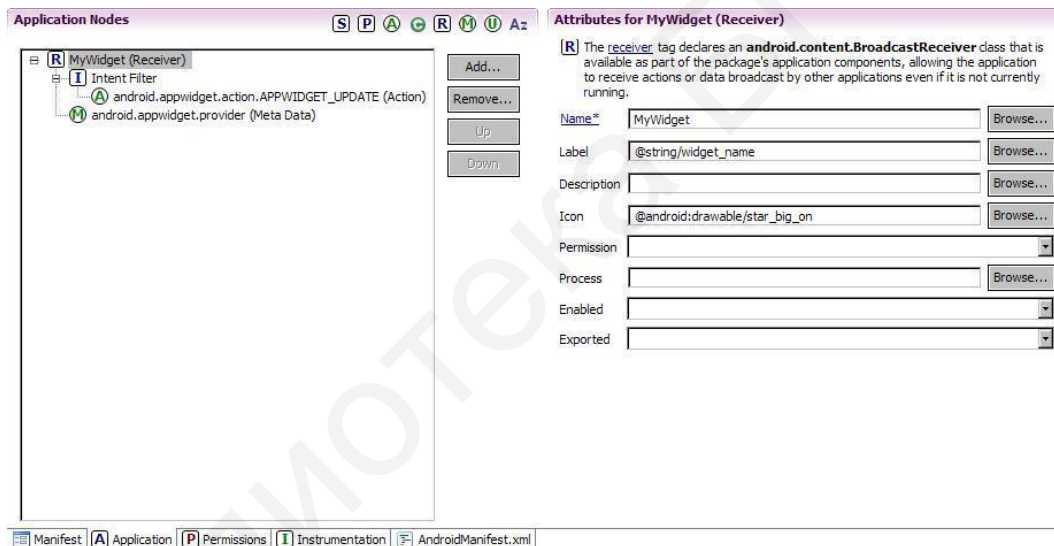 Application Nodes
S P A G R M U Az
R MyWidget (Receiver)
I Intent Filter
A android.appwidget.action.APPWIDGET_UPDATE (Action)
M android.appwidget.provider (Meta Data)
Add...
Remove...
Up
Down
Attributes for MyWidget (Receiver)
R The receiver tag declares an android.content.BroadcastReceiver class that is
available as part of the package's application components, allowing the application
to receive actions or data broadcast by other applications even if it is not currently
running.
Name* MyWidget Browse...
Label @string/widget_name Browse...
Description Browse...
Icon @android:drawable/star_big_on Browse...
Permission
Process Browse...
Enabled
Exported
Manifest A Application P Permissions I Instrumentation F AndroidManifest.xml